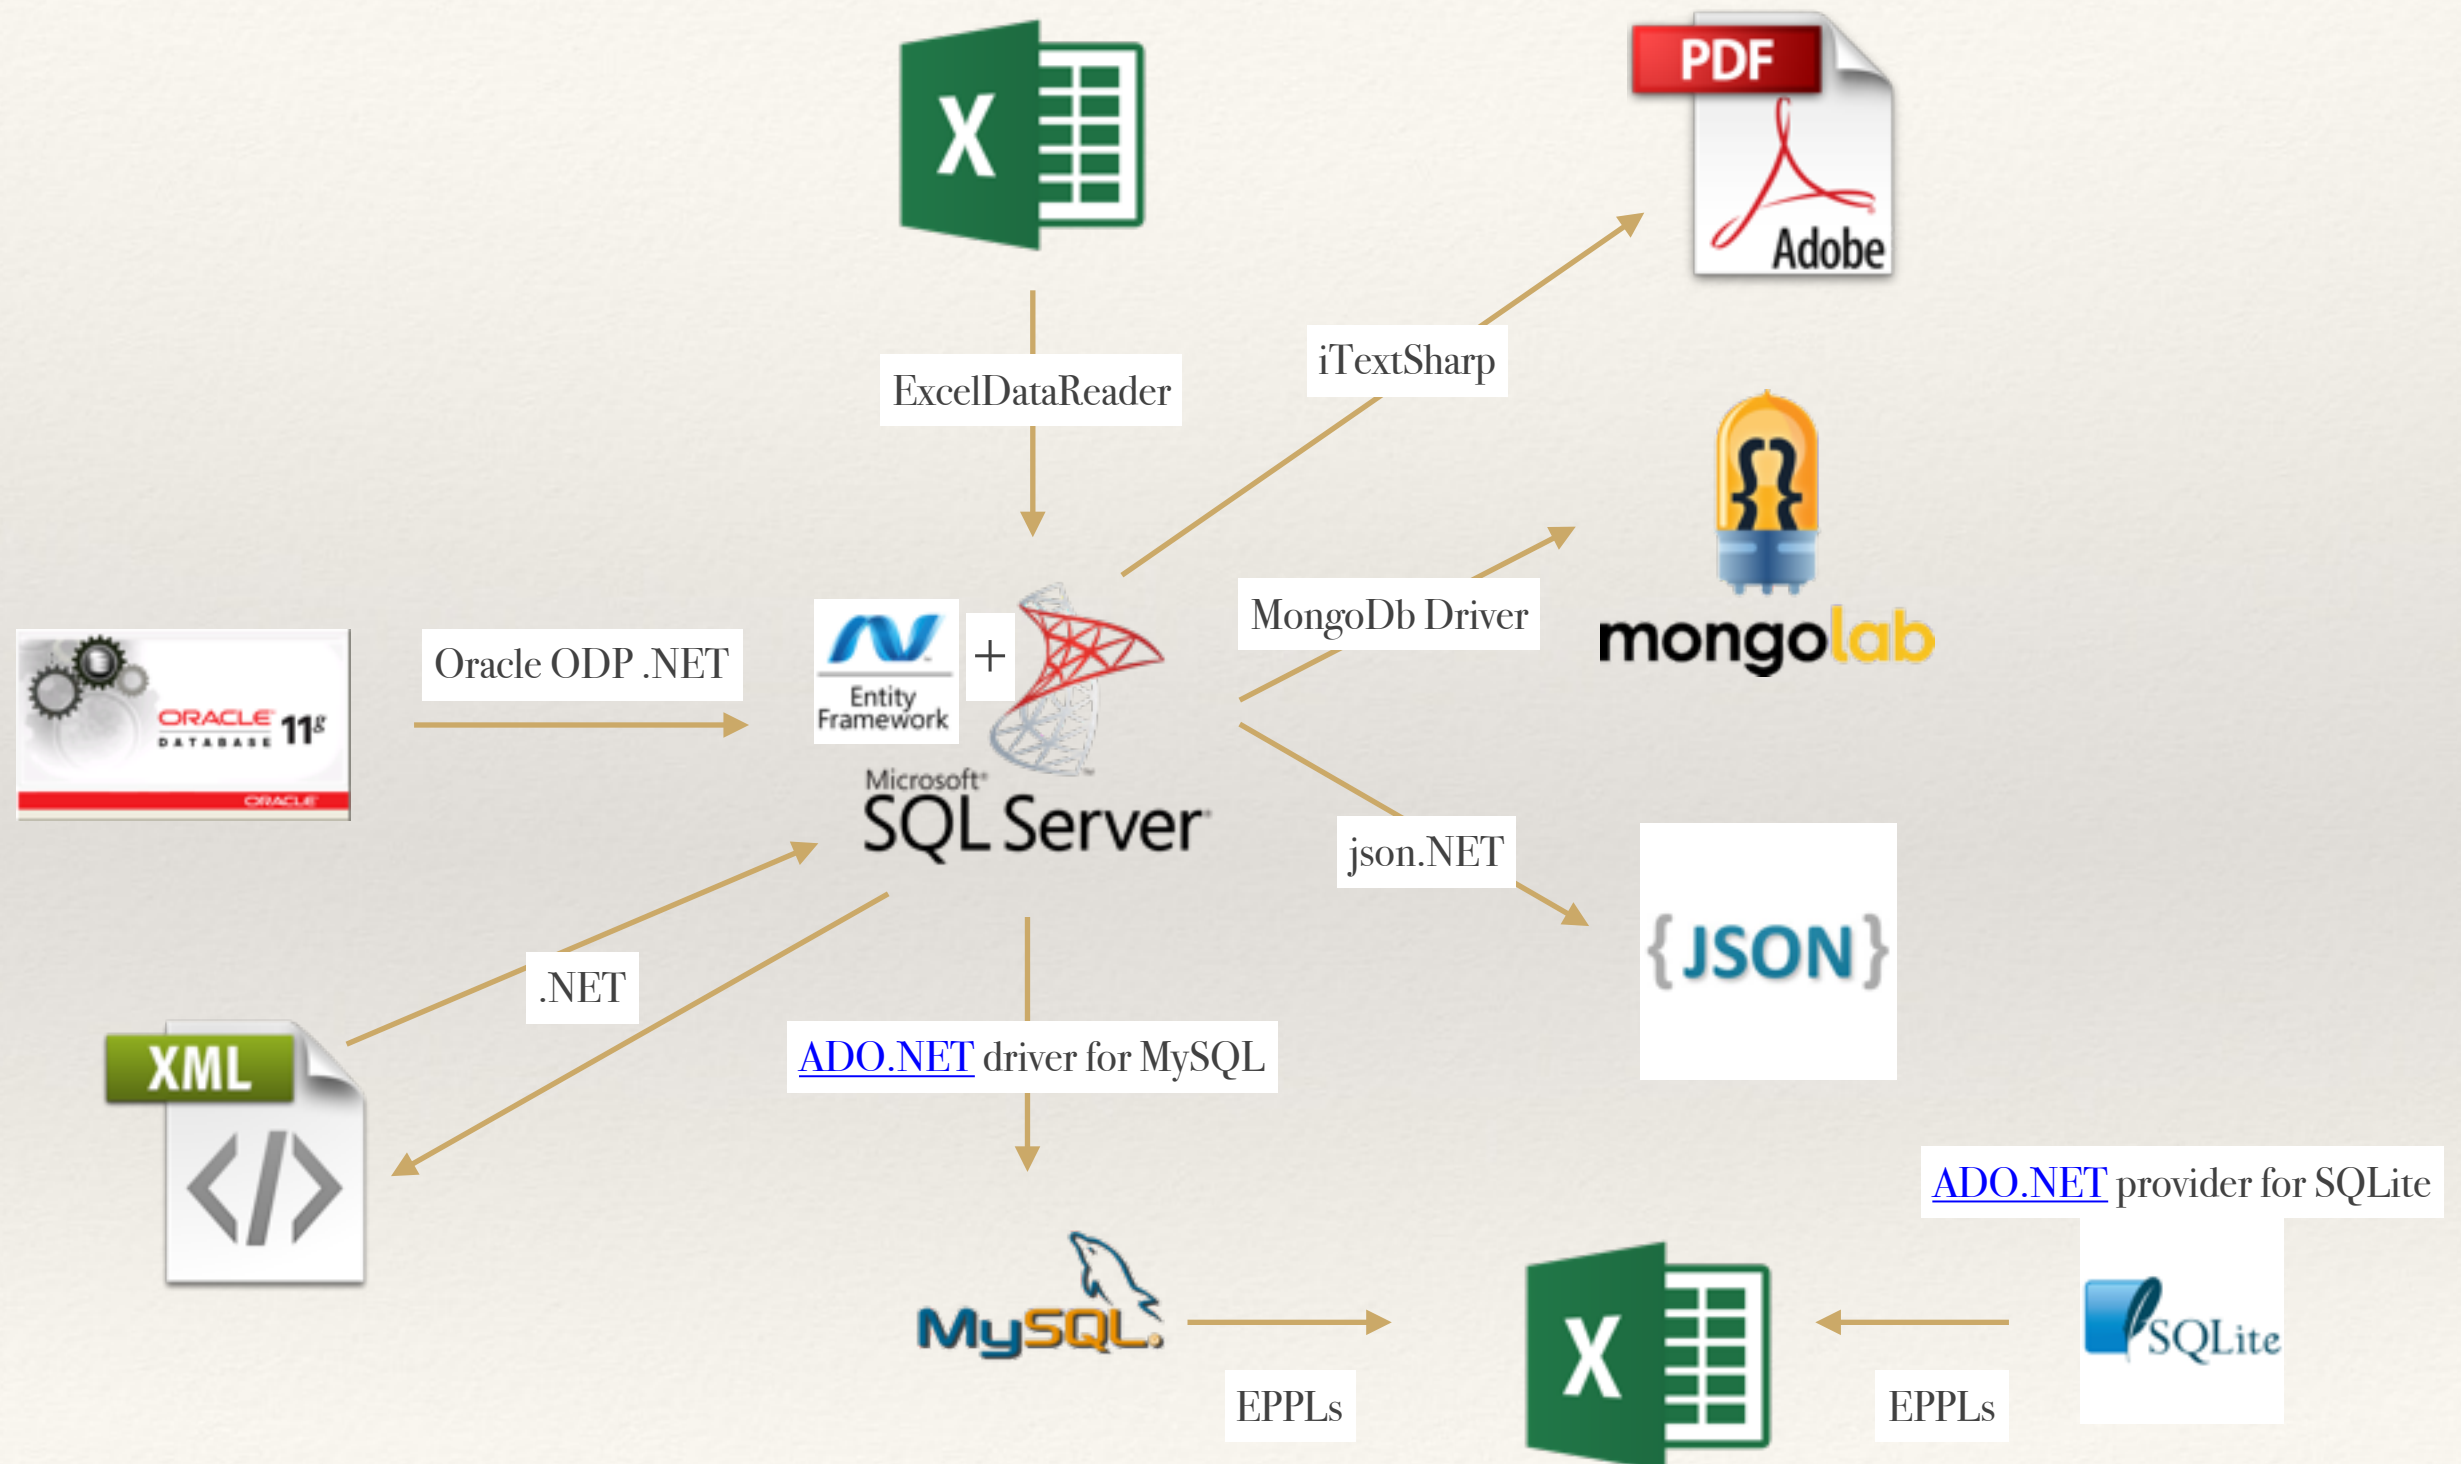 X
PDF
Adobe
iTextSharp
ExcelDataReader
MongoDb Driver
mongolab
Oracle ODP .NET
ORACLE
DATABASE 11g
ORACLE
Entity
Framework
+
Microsoft®
SQL Server
json.NET
{JSON}
.NET
XML
</>
ADO.NET driver for MySQL
ADO.NET provider for SQLite
MySQL
X
SQLite
EPPLs
EPPLs